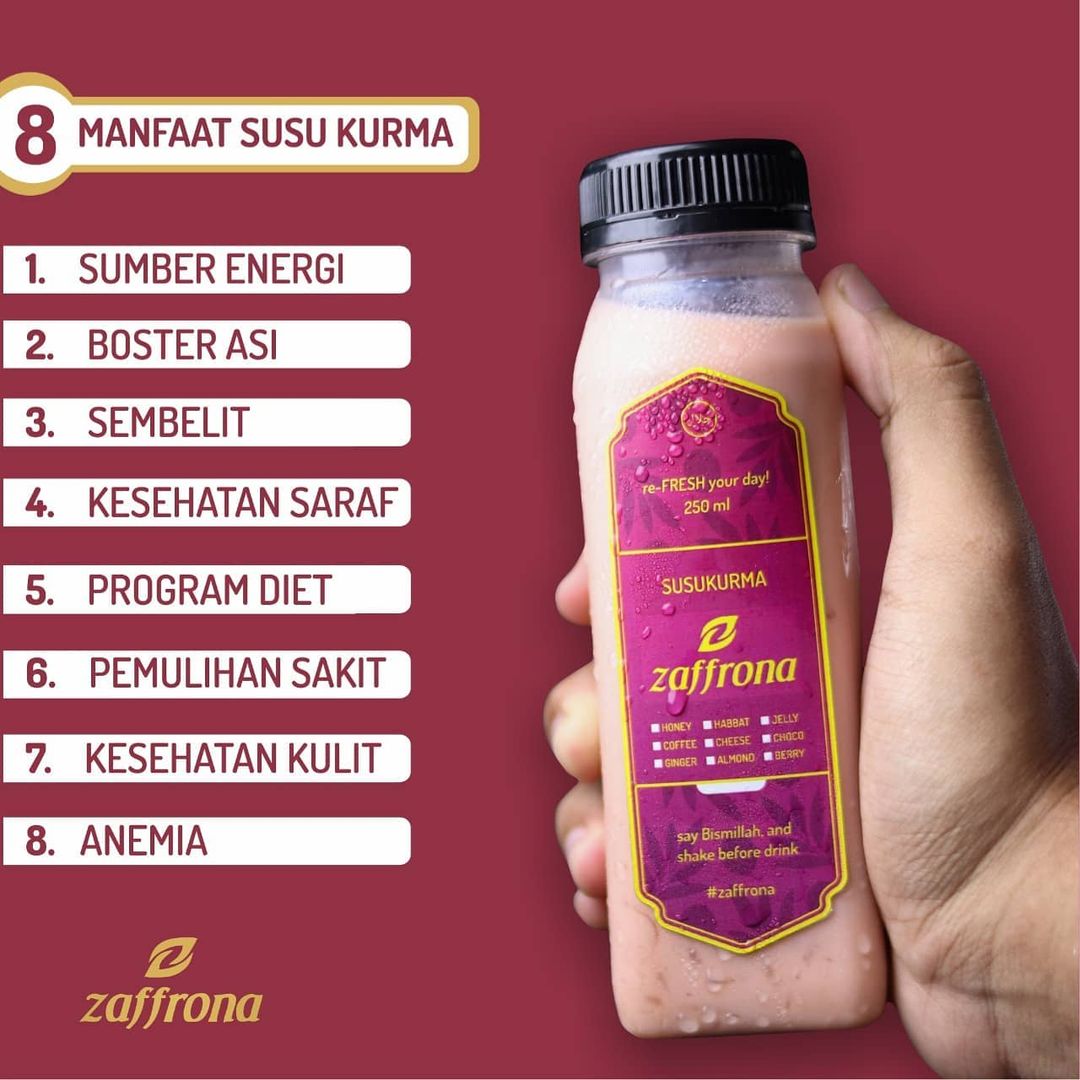 8 MANFAAT SUSU KURMA
1. SUMBER ENERGI
2. BOSTER ASI
3. SEMBELIT
4. KESEHATAN SARAF
5. PROGRAM DIET
6. PEMULIHAN SAKIT
7. KESEHATAN KULIT
8. ANEMIA
zaffrona
re-FRESH your day!
250 ml
SUSUKURMA
zaffrona
HONEY HABBAT JELLY
COFFEE CHEESE CHOCO
GINGER ALMOND BERRY
say Bismillah, and
shake before drink
#zaffrona